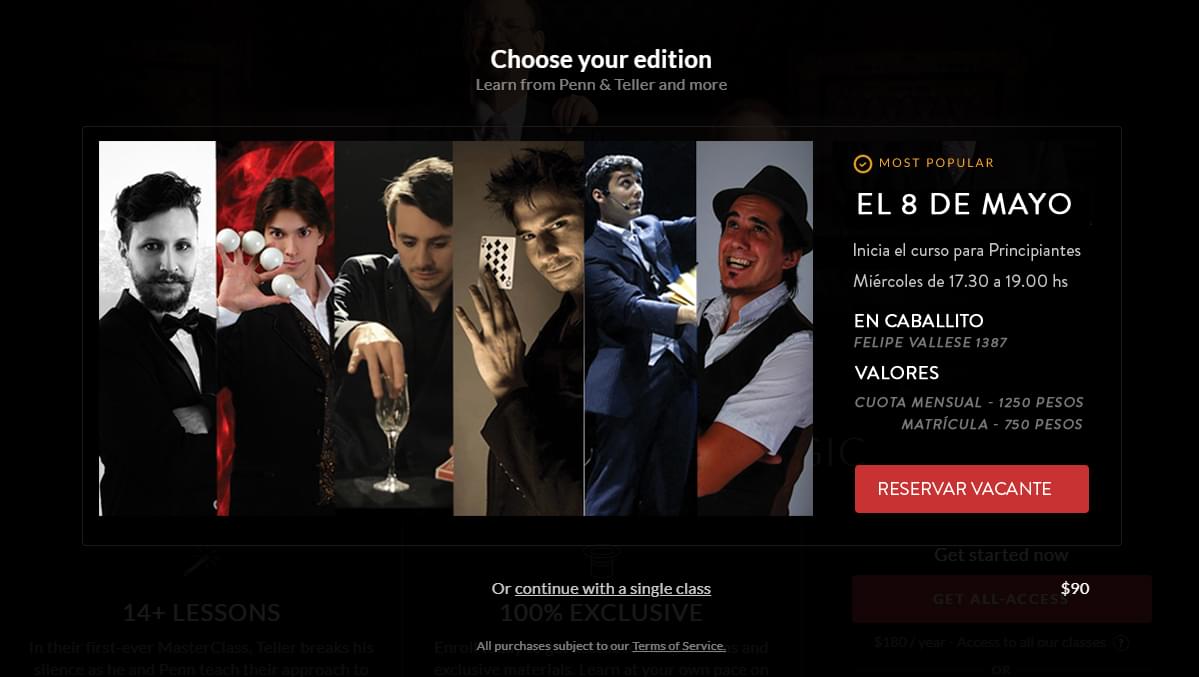 Choose your edition
Learn from Penn & Teller and more
MOST POPULAR
EL 8 DE MAYO
Inicia el curso para Principiantes
Miércoles de 17.30 a 19.00 hs
EN CABALLITO
FELIPE VALLESE 1387
VALORES
CUOTA MENSUAL - 1250 PESOS
MATRÍCULA - 750 PESOS
GIC
RESERVAR VACANTE
Get started now
Or continue with a single class
$90
GET ALL-ACCESS
14+ LESSONS
100% EXCLUSIVE
$180 / year · Access to all our classes ?
In their first-ever MasterClass, Teller breaks his
silence as he and Penn teach their approach to
All purchases subject to our Terms of Service.
exclusive materials. Learn at your own pace on
OR